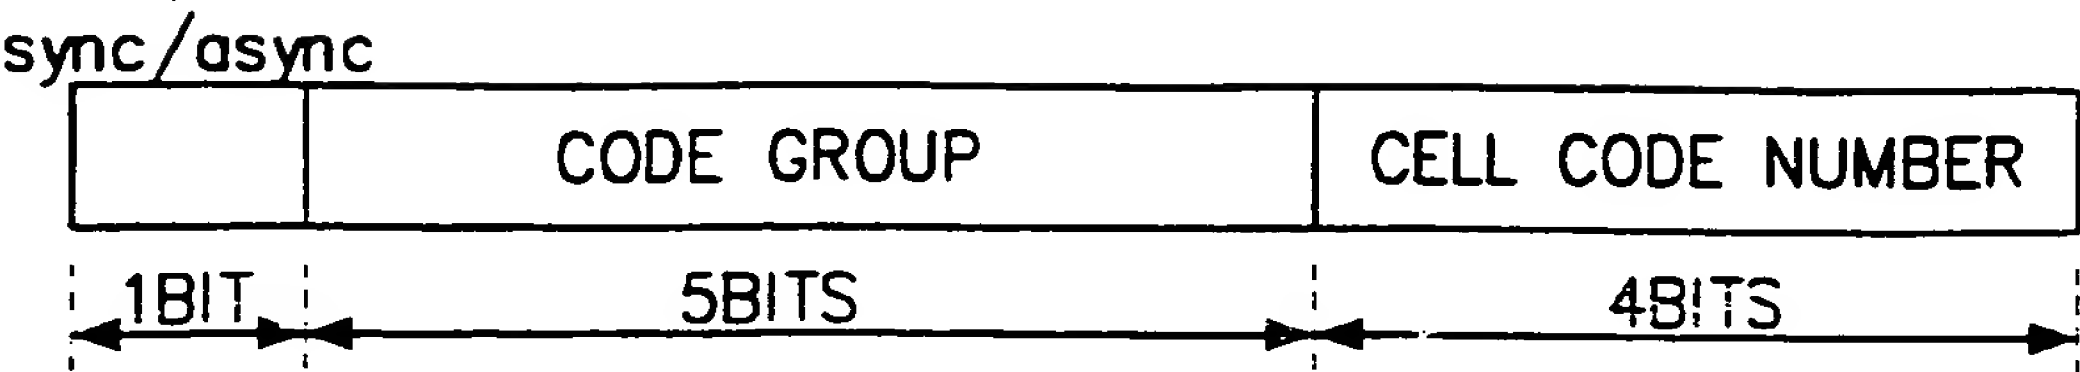 sync/async
CODE GROUP
CELL CODE NUMBER
1BIT
5BITS
4BITS